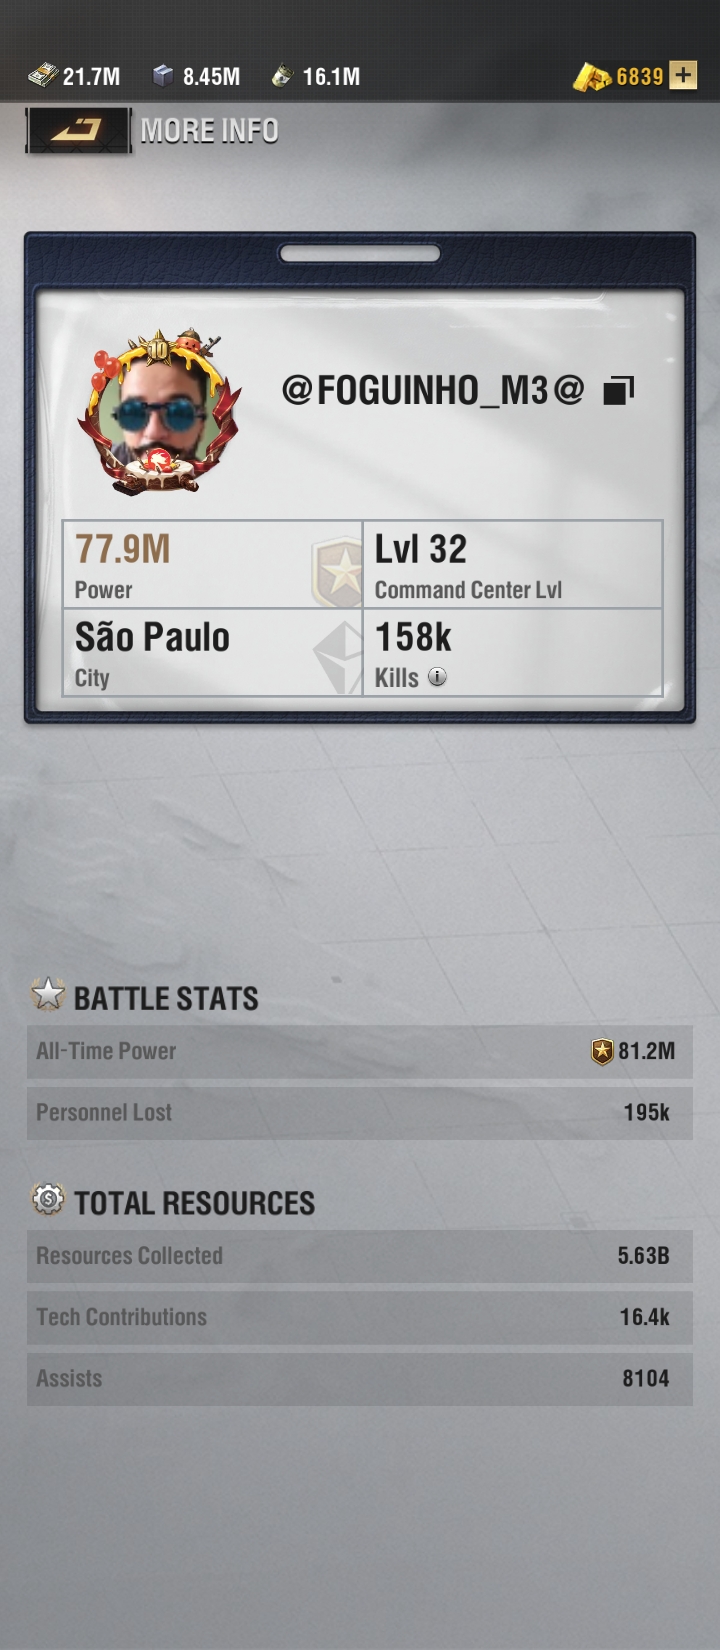 21.7M 8.45M 16.1M 6839 +
MORE INFO
10
@FOGUINHO_M3@
77.9M
Power
Lvl 32
Command Center Lvl
São Paulo
City
158k
Kills i
BATTLE STATS
All-Time Power 81.2M
Personnel Lost 195k
TOTAL RESOURCES
Resources Collected 5.63B
Tech Contributions 16.4k
Assists 8104